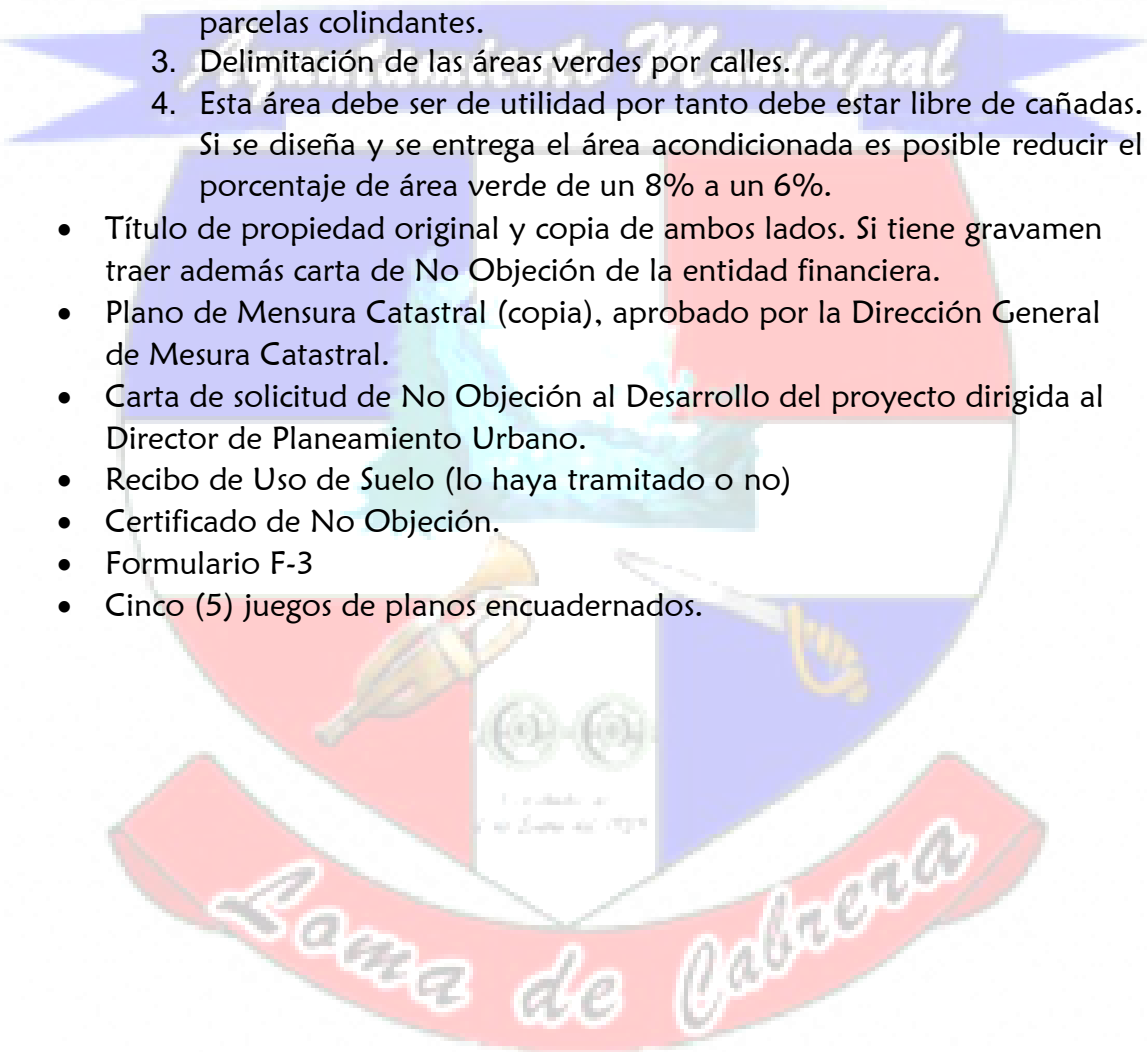 parcelas colindantes.
Ayuntamiento Municipal
3. Delimitación de las áreas verdes por calles.
4. Esta área debe ser de utilidad por tanto debe estar libre de cañadas.
Si se diseña y se entrega el área acondicionada es posible reducir el
porcentaje de área verde de un 8% a un 6%.
• Título de propiedad original y copia de ambos lados. Si tiene gravamen
traer además carta de No Objeción de la entidad financiera.
• Plano de Mensura Catastral (copia), aprobado por la Dirección General
de Mesura Catastral.
• Carta de solicitud de No Objeción al Desarrollo del proyecto dirigida al
Director de Planeamiento Urbano.
• Recibo de Uso de Suelo (lo haya tramitado o no)
• Certificado de No Objeción.
• Formulario F-3
• Cinco (5) juegos de planos encuadernados.
Loma de Cabrera